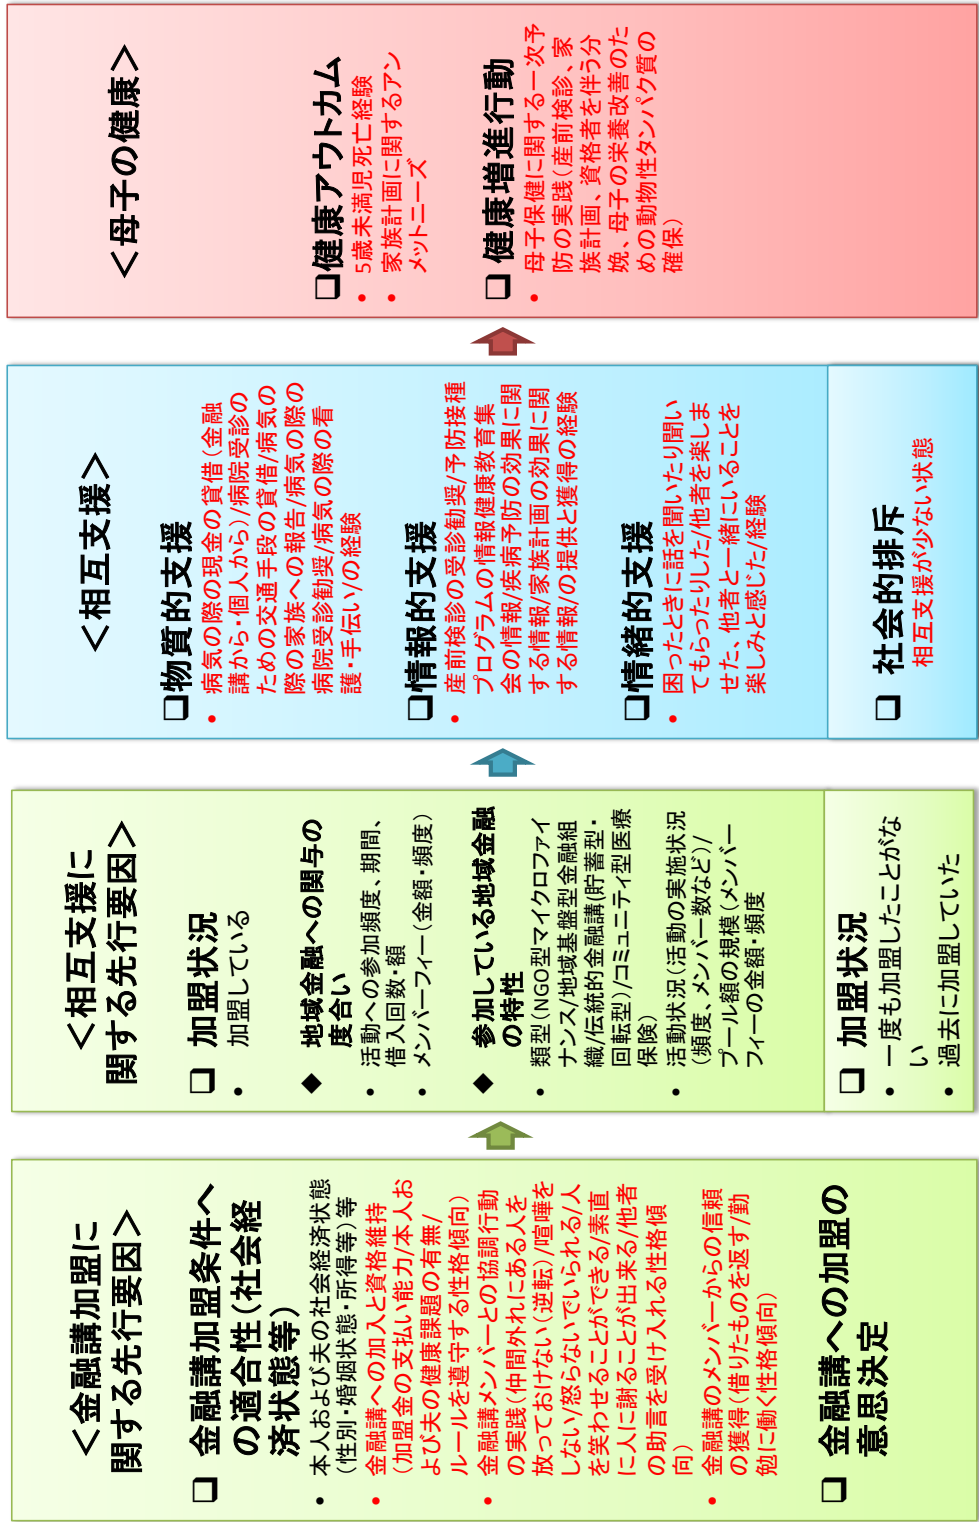 ＜金融講加盟に
関する先行要因＞
❑ 金融講加盟条件へ
の適合性（社会経
済状態等）
• 本人および夫の社会経済状態
（性別・婚姻状態・所得等）等
• 金融講への加入と資格維持
（加盟金の支払い能力/本人お
よび夫の健康課題の有無/
ルールを遵守する性格傾向）
• 金融講メンバーとの協調行動
の実践（仲間外れにある人を
放っておけない（逆転）/喧嘩を
しない/怒らないでいられる/人
を笑わせることができる/素直
に人に謝ることが出来る/他者
の助言を受け入れる性格傾
向）
• 金融講のメンバーからの信頼
の獲得（借りたものを返す/勤
勉に働く性格傾向）
❑ 金融講への加盟の
意思決定
＜相互支援に
関する先行要因＞
❑ 加盟状況
• 加盟している
◆ 地域金融への関与の
度合い
• 活動への参加頻度、期間、
借入回数・額
• メンバーフィー（金額・頻度）
◆ 参加している地域金融
の特性
• 類型（NGO型マイクロファイ
ナンス/地域基盤型金融組
織/伝統的金融講(貯蓄型・
回転型）/コミュニティ型医療
保険）
• 活動状況（活動の実施状況
（頻度、メンバー数など）/
プール額の規模（メンバー
フィーの金額・頻度
❑ 加盟状況
• 一度も加盟したことがな
い
• 過去に加盟していた
＜相互支援＞
❑物質的支援
• 病気の際の現金の貸借（金融
講から・個人から）/病院受診の
ための交通手段の貸借/病気の
際の家族への報告/病気の際の
病院受診勧奨/病気の際の看
護・手伝い/の経験
❑情報的支援
• 産前検診の受診勧奨/予防接種
プログラムの情報健康教育集
会の情報/疾病予防の効果に関
する情報/家族計画の効果に関
する情報/の提供と獲得の経験
❑情緒的支援
• 困ったときに話を聞いたり聞い
てもらったりした/他者を楽しま
せた、他者と一緒にいることを
楽しみと感じた/経験
❑ 社会的排斥
相互支援が少ない状態
＜母子の健康＞
❑健康アウトカム
• 5歳未満児死亡経験
• 家族計画に関するアン
メットニーズ
❑ 健康増進行動
• 母子保健に関する一次予
防の実践（産前検診、家
族計画、資格者を伴う分
娩、母子の栄養改善のた
めの動物性タンパク質の
確保）